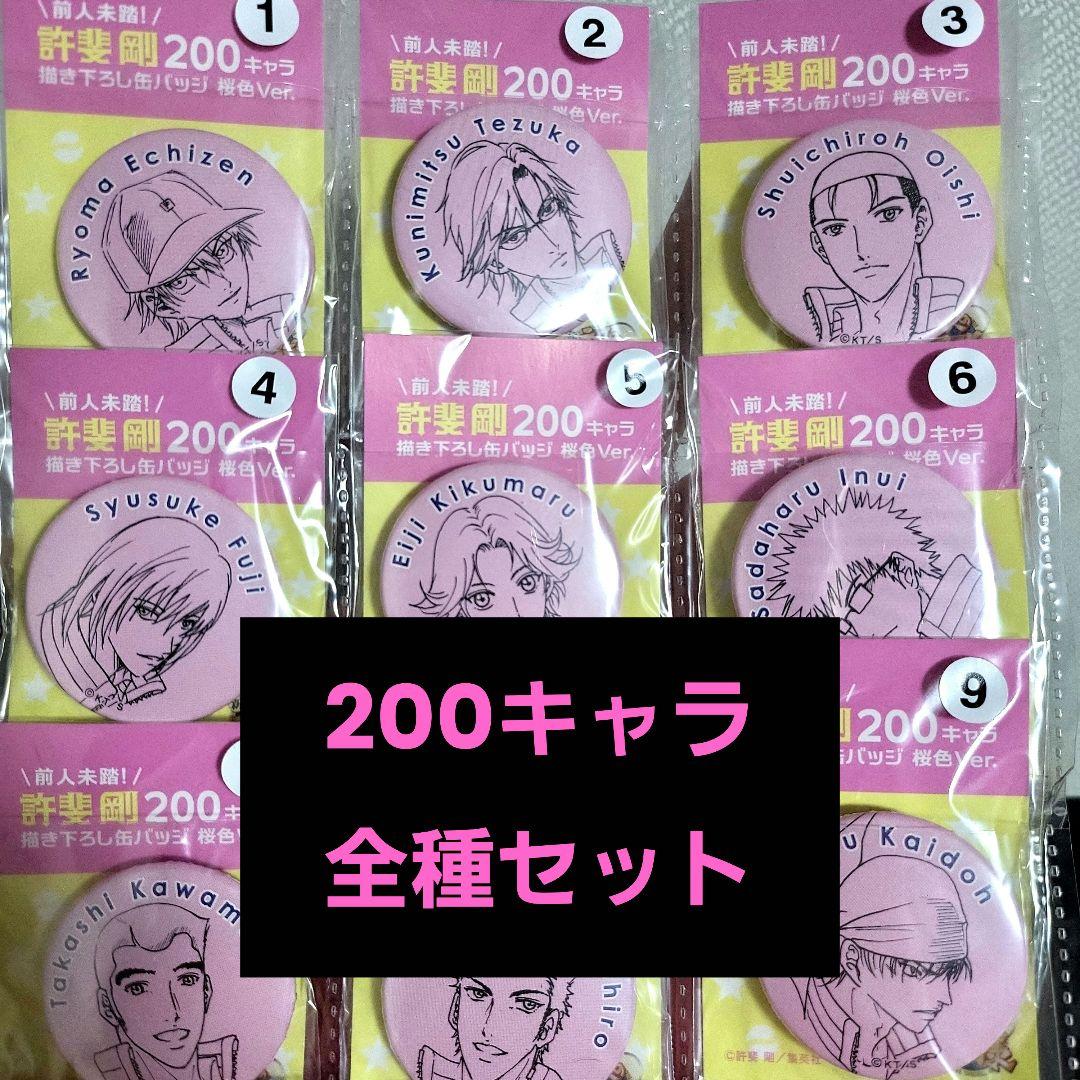 1
\前人未踏!/
許斐 剛200キャラ
描き下ろし缶バッジ 桜色Ver.
Ryoma Echizen
2
\前人未踏!/
許斐 剛200キャラ
描き下ろし缶バッジ 桜色Ver.
Kunimitsu Tezuka
3
\前人未踏!/
許斐 剛200キャラ
描き下ろし缶バッジ 桜色Ver.
Shuichiroh Oishi
©KT/S
4
\前人未踏!/
許斐 剛200キャラ
描き下ろし缶バッジ 桜色Ver.
Syusuke Fuji
5
\前人未踏!/
許斐 剛200キャラ
描き下ろし缶バッジ 桜色Ver.
Eiji Kikumaru
6
\前人未踏!/
許斐 剛200キャラ
描き下ろし缶バッジ 桜色Ver.
Sadaharu Inui
200キャラ
全種セット
\前人未踏!/
許斐 剛200キャラ
描き下ろし缶バッジ 桜色Ver.
Takashi Kawam
hiro
9
剛200キャラ
缶バッジ 桜色Ver.
u Kaidoh
©許斐 剛/集英社
©KT/S